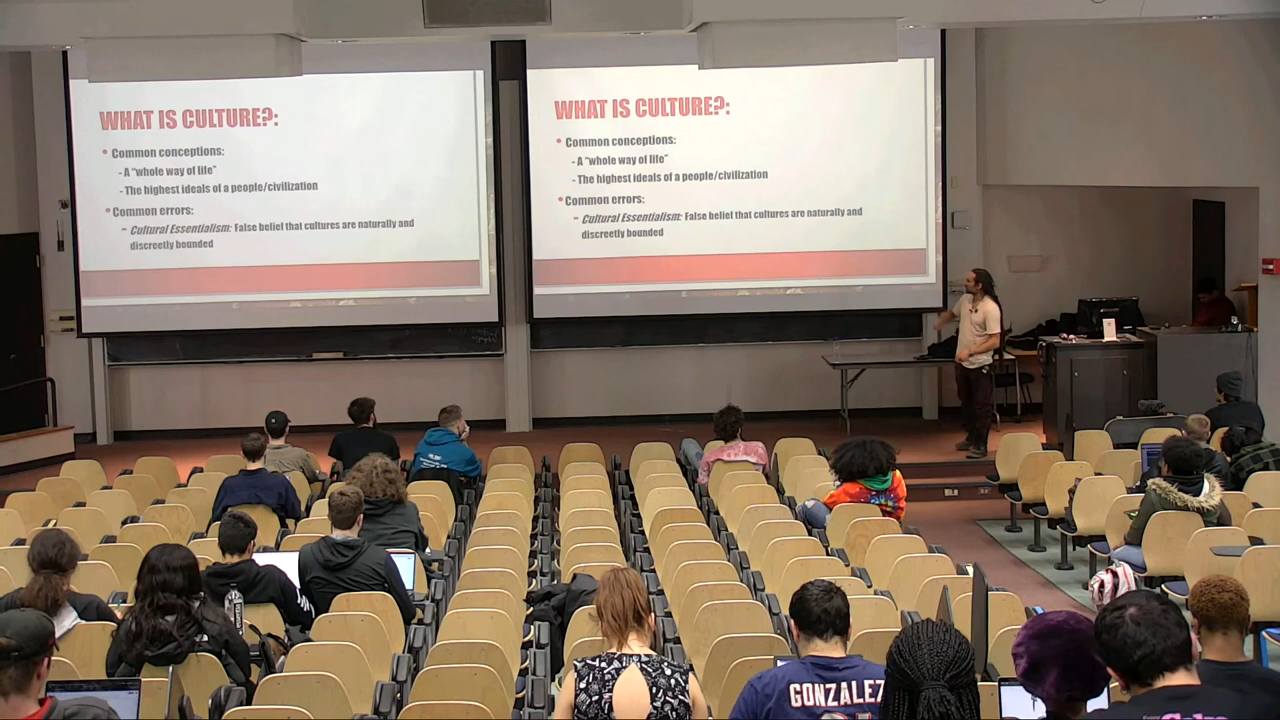 WHAT IS CULTURE?:
• Common conceptions:
- A "whole way of life"
- The highest ideals of a people/civilization
• Common errors:
- Cultural Essentialism: False belief that cultures are naturally and
discreetly bounded
WHAT IS CULTURE?:
• Common conceptions:
- A "whole way of life"
- The highest ideals of a people/civilization
• Common errors:
- Cultural Essentialism: False belief that cultures are naturally and
discreetly bounded
GONZALEZ